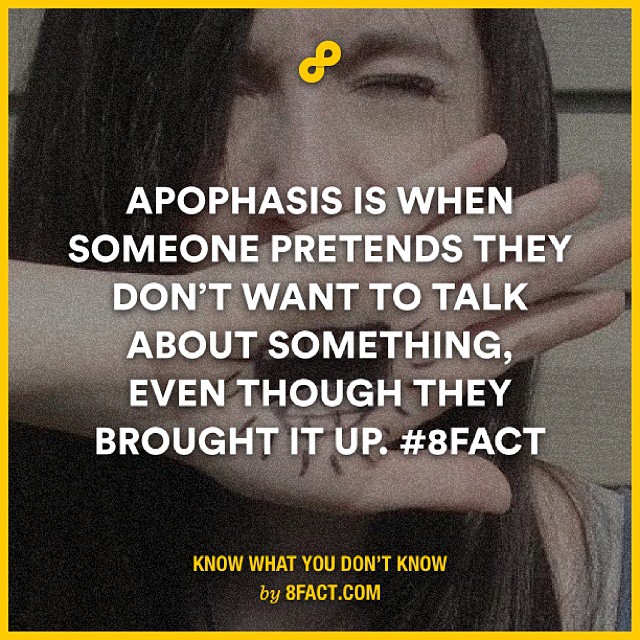 APOPHASIS IS WHEN
SOMEONE PRETENDS THEY
DON'T WANT TO TALK
ABOUT SOMETHING,
EVEN THOUGH THEY
BROUGHT IT UP. #8FACT
KNOW WHAT YOU DON'T KNOW
by 8FACT.COM